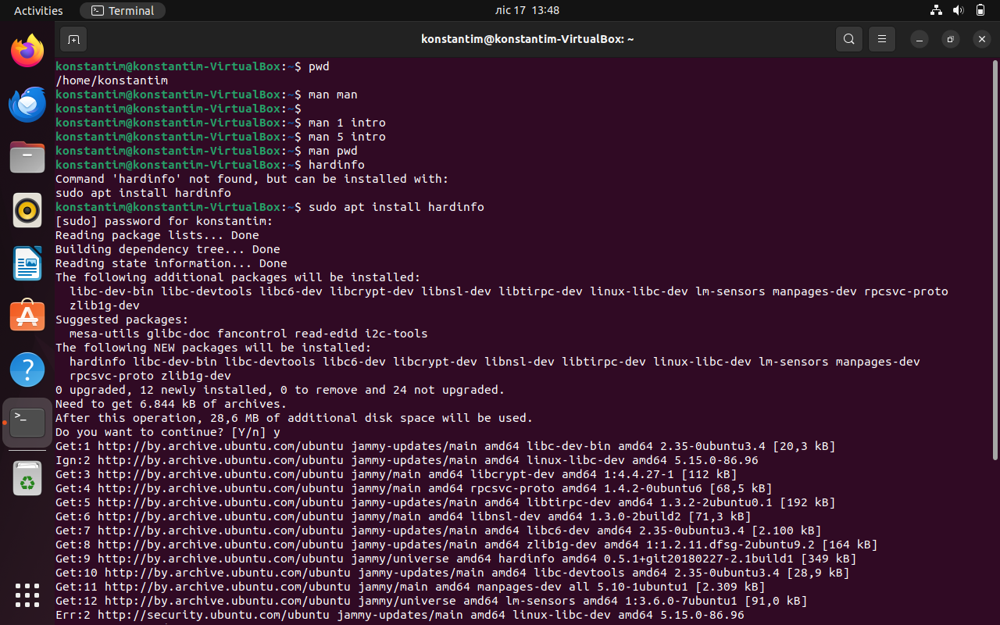 Activities
Terminal
ліс 17 13:48
konstantim@konstantim-VirtualBox: ~
konstantim@konstantim-VirtualBox:~$ pwd
/home/konstantim
konstantim@konstantim-VirtualBox:~$ man man
konstantim@konstantim-VirtualBox:~$
konstantim@konstantim-VirtualBox:~$ man 1 intro
konstantim@konstantim-VirtualBox:~$ man 5 intro
konstantim@konstantim-VirtualBox:~$ man pwd
konstantim@konstantim-VirtualBox:~$ hardinfo
Command 'hardinfo' not found, but can be installed with:
sudo apt install hardinfo
konstantim@konstantim-VirtualBox:~$ sudo apt install hardinfo
[sudo] password for konstantim:
Reading package lists... Done
Building dependency tree... Done
Reading state information... Done
The following additional packages will be installed:
libc-dev-bin libc-devtools libc6-dev libcrypt-dev libnsl-dev libtirpc-dev linux-libc-dev lm-sensors manpages-dev rpcsvc-proto
zlib1g-dev
Suggested packages:
mesa-utils glibc-doc fancontrol read-edid i2c-tools
The following NEW packages will be installed:
hardinfo libc-dev-bin libc-devtools libc6-dev libcrypt-dev libnsl-dev libtirpc-dev linux-libc-dev lm-sensors manpages-dev
rpcsvc-proto zlib1g-dev
0 upgraded, 12 newly installed, 0 to remove and 24 not upgraded.
Need to get 6.844 kB of archives.
After this operation, 28,6 MB of additional disk space will be used.
Do you want to continue? [Y/n] y
Get:1 http://by.archive.ubuntu.com/ubuntu jammy-updates/main amd64 libc-dev-bin amd64 2.35-0ubuntu3.4 [20,3 kB]
Ign:2 http://by.archive.ubuntu.com/ubuntu jammy-updates/main amd64 linux-libc-dev amd64 5.15.0-86.96
Get:3 http://by.archive.ubuntu.com/ubuntu jammy/main amd64 libcrypt-dev amd64 1:4.4.27-1 [112 kB]
Get:4 http://by.archive.ubuntu.com/ubuntu jammy/main amd64 rpcsvc-proto amd64 1.4.2-0ubuntu6 [68,5 kB]
Get:5 http://by.archive.ubuntu.com/ubuntu jammy-updates/main amd64 libtirpc-dev amd64 1.3.2-2ubuntu0.1 [192 kB]
Get:6 http://by.archive.ubuntu.com/ubuntu jammy/main amd64 libnsl-dev amd64 1.3.0-2build2 [71,3 kB]
Get:7 http://by.archive.ubuntu.com/ubuntu jammy-updates/main amd64 libc6-dev amd64 2.35-0ubuntu3.4 [2.100 kB]
Get:8 http://by.archive.ubuntu.com/ubuntu jammy-updates/main amd64 zlib1g-dev amd64 1:1.2.11.dfsg-2ubuntu9.2 [164 kB]
Get:9 http://by.archive.ubuntu.com/ubuntu jammy/universe amd64 hardinfo amd64 0.5.1+git20180227-2.1build1 [349 kB]
Get:10 http://by.archive.ubuntu.com/ubuntu jammy-updates/main amd64 libc-devtools amd64 2.35-0ubuntu3.4 [28,9 kB]
Get:11 http://by.archive.ubuntu.com/ubuntu jammy/main amd64 manpages-dev all 5.10-1ubuntu1 [2.309 kB]
Get:12 http://by.archive.ubuntu.com/ubuntu jammy/universe amd64 lm-sensors amd64 1:3.6.0-7ubuntu1 [91,0 kB]
Err:2 http://security.ubuntu.com/ubuntu jammy-updates/main amd64 linux-libc-dev amd64 5.15.0-86.96